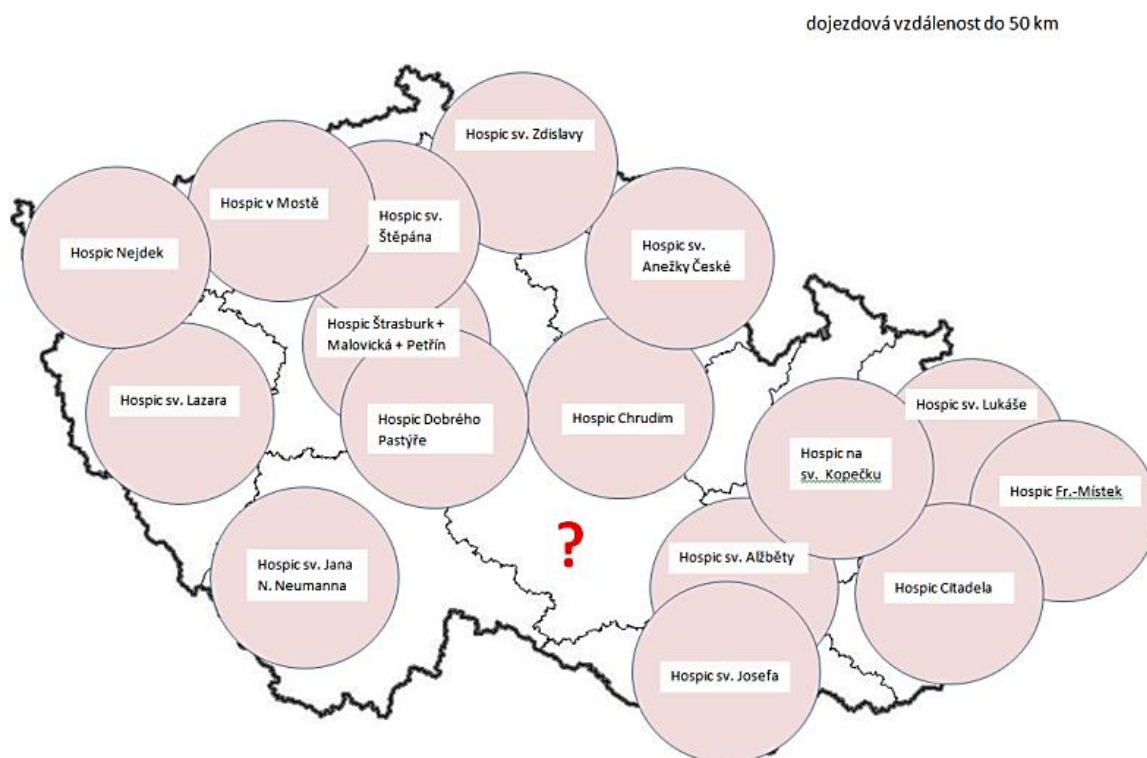 dojezdová vzdálenost do 50 km
Hospic sv. Zdislavy
Hospic v Mostě
Hospic sv.
Štěpána
Hospic Nejdek
Hospic sv.
Anežky České
Hospic Štrasburk +
Malovická + Petřín
Hospic sv. Lazara
Hospic Dobrého
Pastýře
Hospic Chrudim
Hospic sv. Lukáše
Hospic na
sv. Kopečku
Hospic Fr.-Místek
?
Hospic sv. Alžběty
Hospic sv. Jana
N. Neumanna
Hospic Citadela
Hospic sv. Josefa